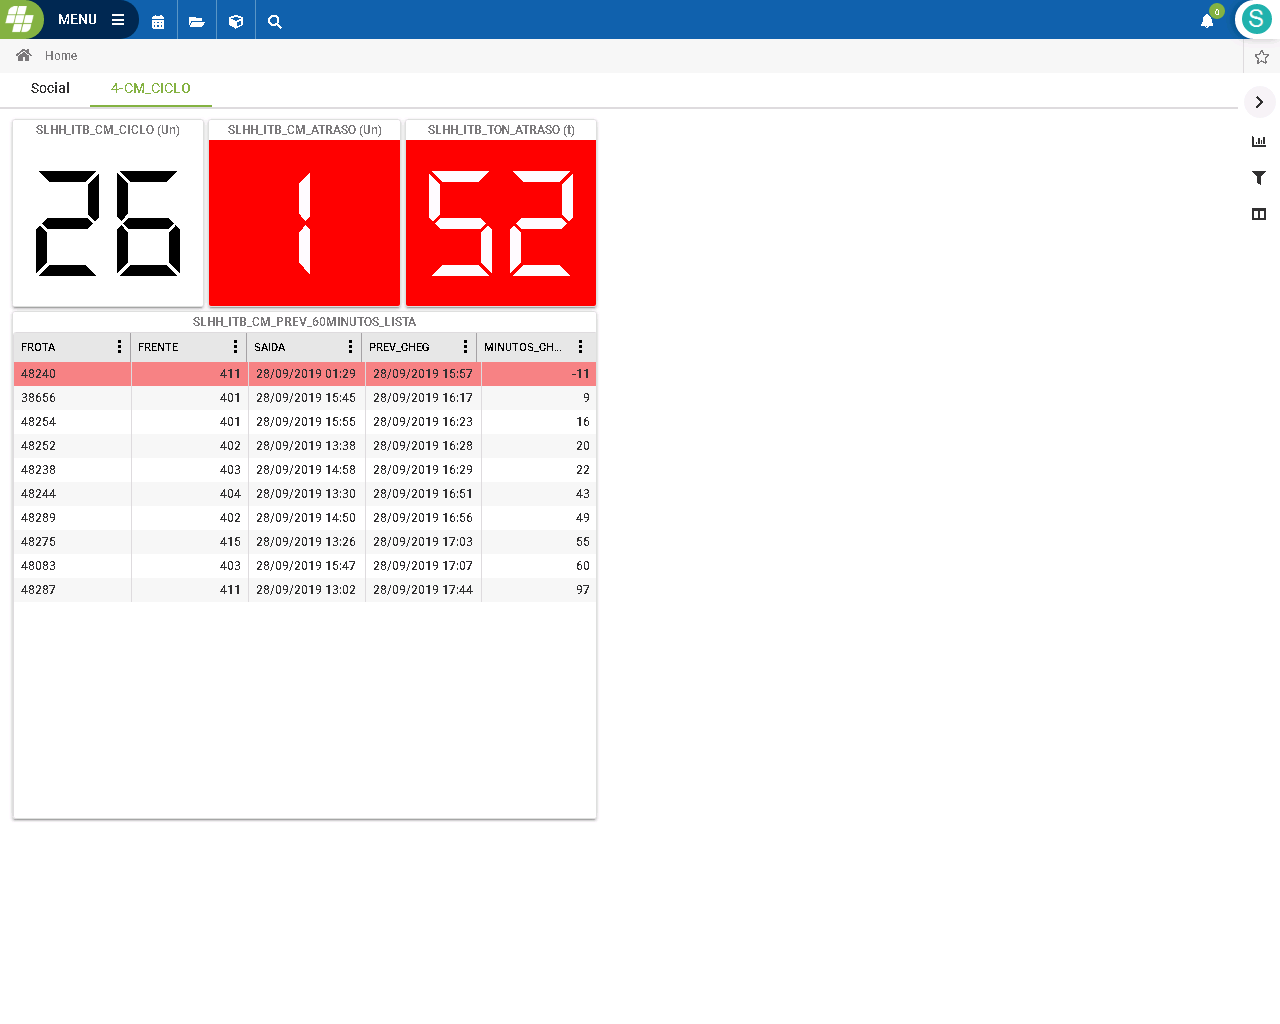 MENU
0
S
Home
Social 4-CM_CICLO
SLHH_ITB_CM_CICLO (Un) SLHH_ITB_CM_ATRASO (Un) SLHH_ITB_TON_ATRASO (t)
26 1 52
SLHH_ITB_CM_PREV_60MINUTOS_LISTA
FROTA FRENTE SAIDA PREV_CHEG MINUTOS_CH...
48240 411 28/09/2019 01:29 28/09/2019 15:57 -11
38656 401 28/09/2019 15:45 28/09/2019 16:17 9
48254 401 28/09/2019 15:55 28/09/2019 16:23 16
48252 402 28/09/2019 13:38 28/09/2019 16:28 20
48238 403 28/09/2019 14:58 28/09/2019 16:29 22
48244 404 28/09/2019 13:30 28/09/2019 16:51 43
48289 402 28/09/2019 14:50 28/09/2019 16:56 49
48275 415 28/09/2019 13:26 28/09/2019 17:03 55
48083 403 28/09/2019 15:47 28/09/2019 17:07 60
48287 411 28/09/2019 13:02 28/09/2019 17:44 97